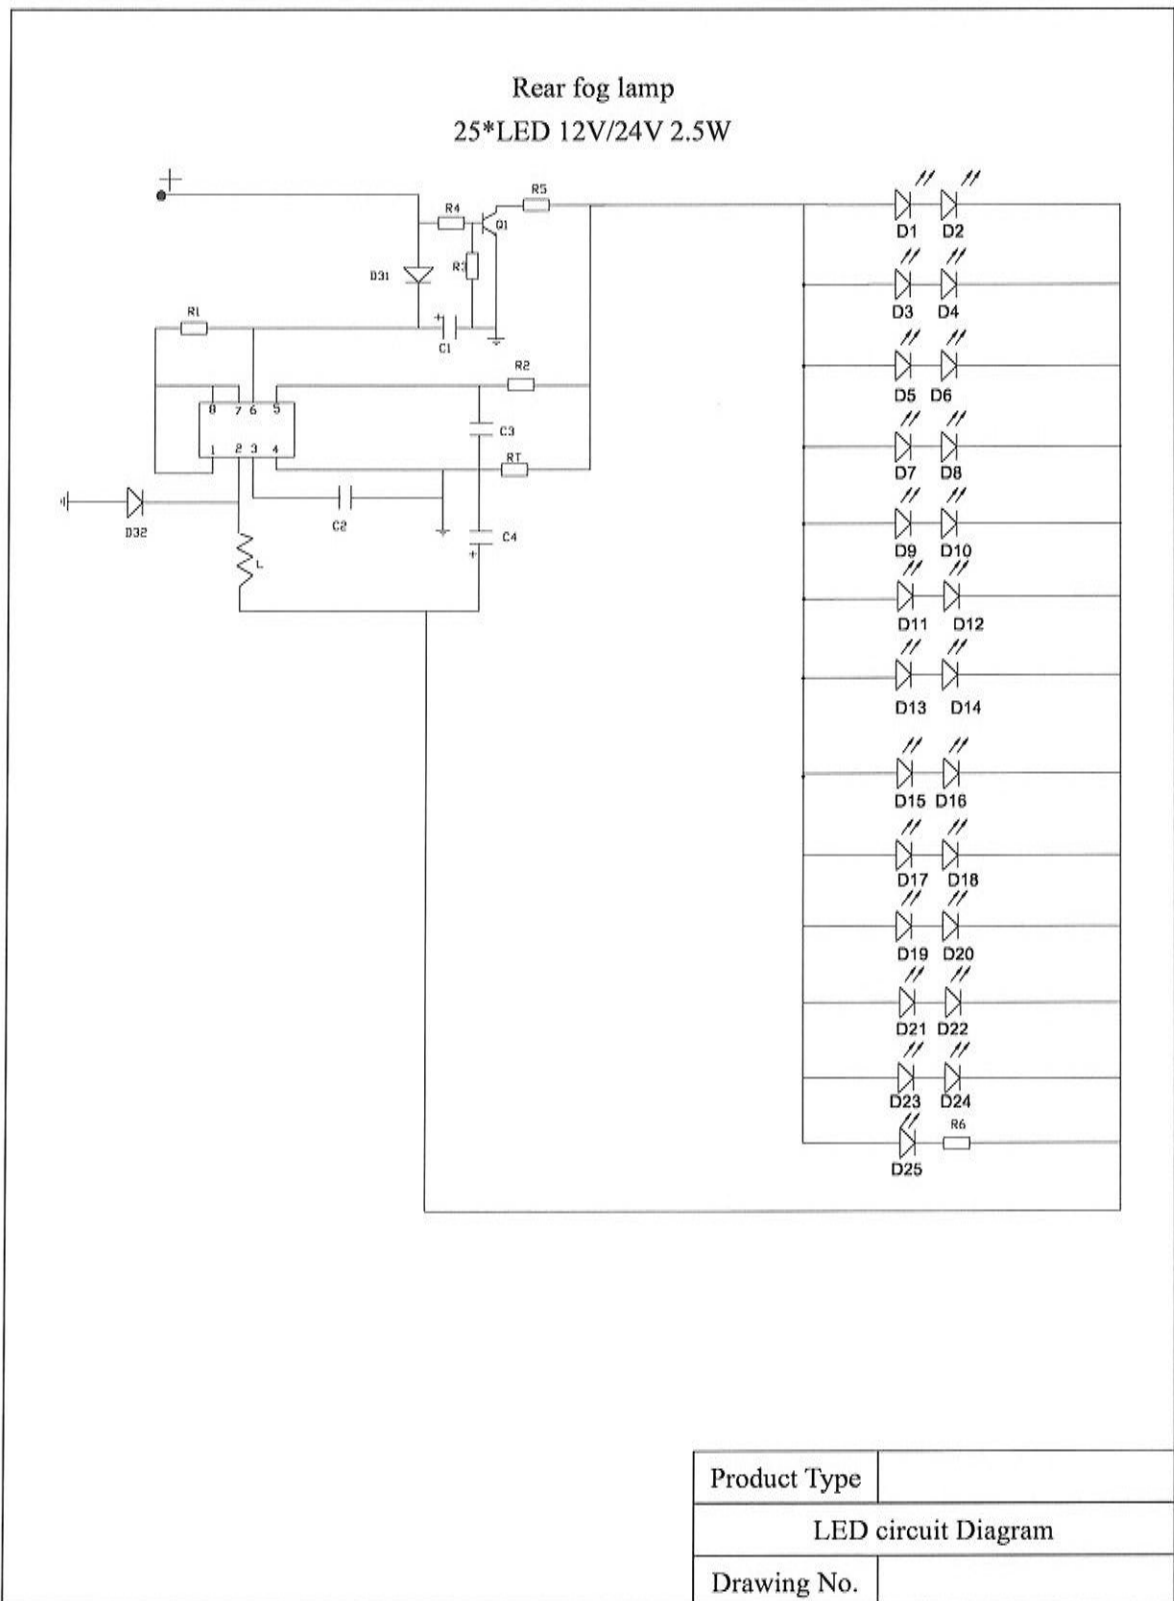 Rear fog lamp
25*LED 12V/24V 2.5W
+
R5
R4
Q1
D1 D2
R3
D31
D3 D4
R1
+
C1
R2
D5 D6
8 7 6 5
C3
1 2 3 4
RT
D7 D8
C2
D32
C4
+
L
D9 D10
D11 D12
D13 D14
D15 D16
D17 D18
D19 D20
D21 D22
D23 D24
R6
D25
Product Type
LED circuit Diagram
Drawing No.